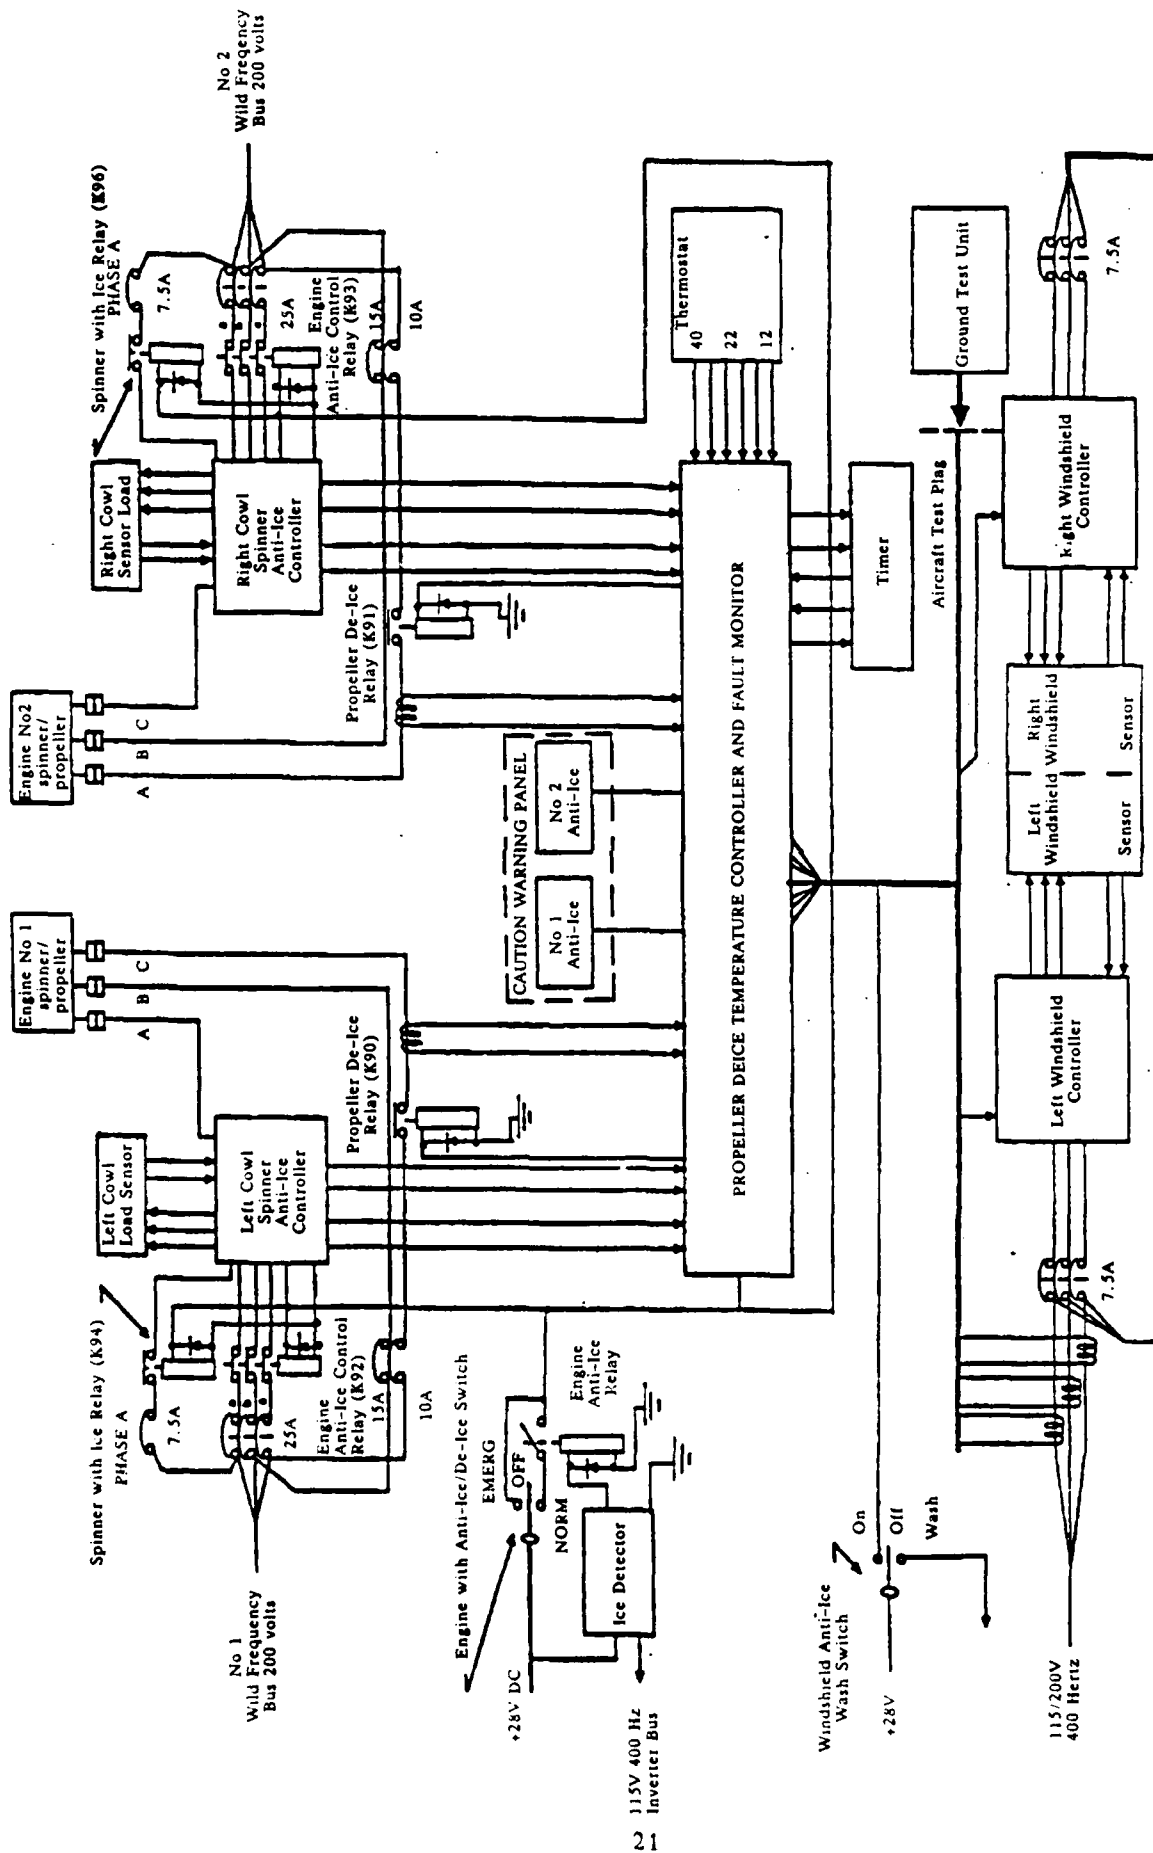 No 2
Wild Freqency
Bus 200 volts
Spinner with Ice Relay (K96)
PHASE A
7.5A
25A
Engine
Anti-Ice Control
Relay (K93)
15A
10A
Right Cowl
Sensor Load
Right Cowl
Spinner
Anti-Ice
Controller
Engine No2
spinner/
propeller
A
B
C
Propeller De-Ice
Relay (K91)
Thermostat
40
22
12
CAUTION WARNING PANEL
No 2
Anti-Ice
No 1
Anti-Ice
Engine No 1
spinner/
propeller
A
B
C
Propeller De-Ice
Relay (K90)
Left Cowl
Load Sensor
Left Cowl
Spinner
Anti-Ice
Controller
Spinner with Ice Relay (K94)
PHASE A
7.5A
25A
Engine
Anti-Ice Control
Relay (K92)
15A
10A
No 1
Wild Frequency
Bus 200 volts
PROPELLER DEICE TEMPERATURE CONTROLLER AND FAULT MONITOR
Timer
Engine with Anti-Ice/De-Ice Switch
EMERG
OFF
NORM
Engine
Anti-Ice
Relay
+28V DC
Ice Detector
115V 400 Hz
Inverter Bus
Ground Test Unit
Aircraft Test Plag
Windshield Anti-Ice
Wash Switch
On
Off
Wash
+28V
Right Windshield
Controller
7.5A
Right
Windshield
Sensor
Left
Windshield
Sensor
Left Windshield
Controller
7.5A
115/200V
400 Hertz
21